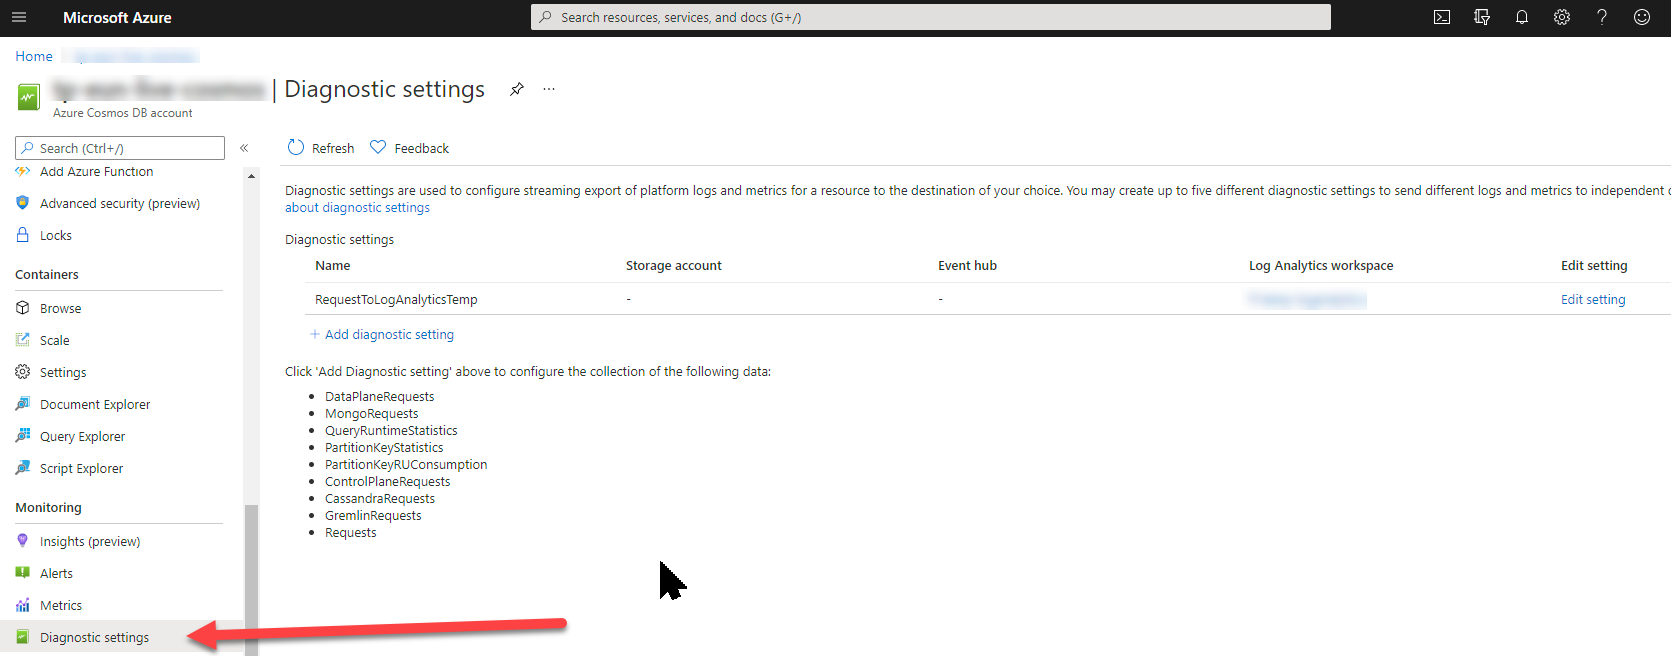 Microsoft Azure
Search resources, services, and docs (G+/)
Home
| Diagnostic settings
Azure Cosmos DB account
Search (Ctrl+/)
«
Add Azure Function
Advanced security (preview)
Locks
Containers
Browse
Scale
Settings
Document Explorer
Query Explorer
Script Explorer
Monitoring
Insights (preview)
Alerts
Metrics
Diagnostic settings
Refresh
Feedback
Diagnostic settings are used to configure streaming export of platform logs and metrics for a resource to the destination of your choice. You may create up to five different diagnostic settings to send different logs and metrics to independent
about diagnostic settings
Diagnostic settings
Name Storage account Event hub Log Analytics workspace Edit setting
RequestToLogAnalyticsTemp - - Edit setting
+ Add diagnostic setting
Click 'Add Diagnostic setting' above to configure the collection of the following data:
• DataPlaneRequests
• MongoRequests
• QueryRuntimeStatistics
• PartitionKeyStatistics
• PartitionKeyRUConsumption
• ControlPlaneRequests
• CassandraRequests
• GremlinRequests
• Requests